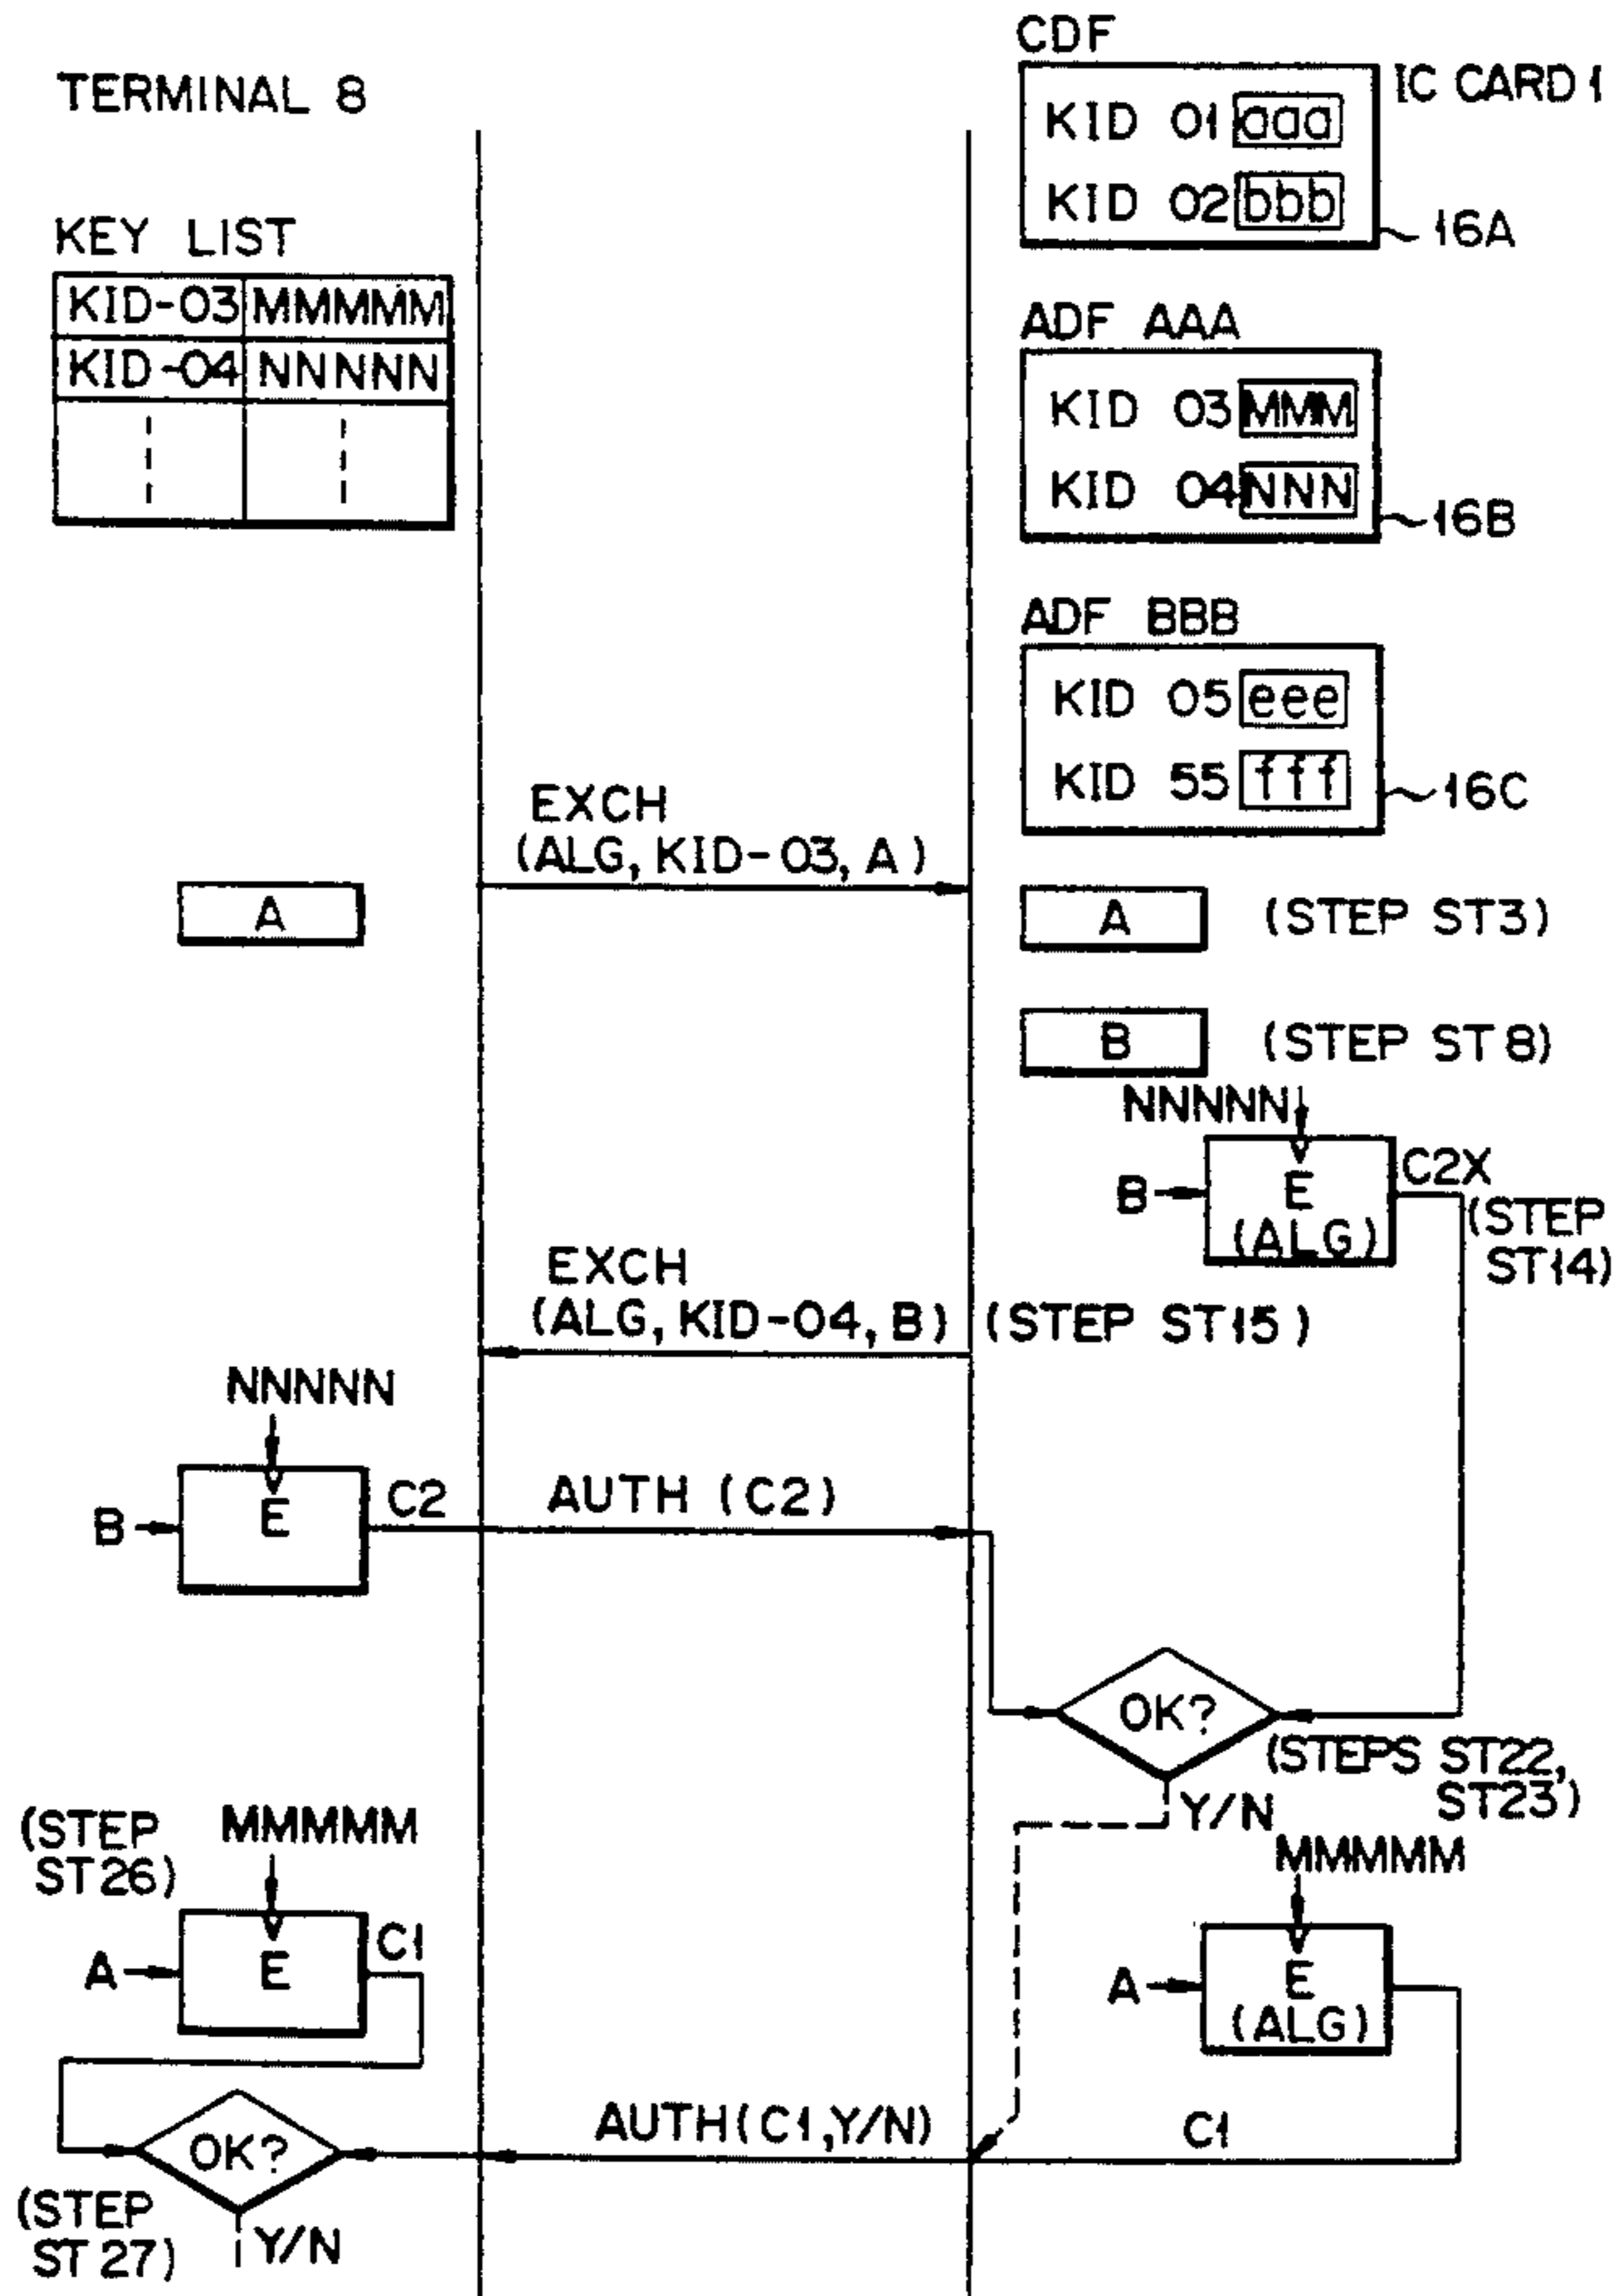 CDF
TERMINAL 8
IC CARD 1
KID 01 aaa
KID 02 bbb
16A
KEY LIST
KID-03 MMMMM
KID-04 NNNNN
ADF AAA
KID 03 MMM
KID 04 NNN
16B
ADF BBB
KID 05 eee
KID 55 fff
16C
EXCH
(ALG, KID-03, A)
A
A (STEP ST3)
B (STEP ST8)
NNNNN
B
E
(ALG)
C2X
(STEP
ST14)
EXCH
(ALG, KID-04, B) (STEP ST15)
NNNNN
B
E
C2
AUTH (C2)
OK?
(STEPS ST22,
ST23)
Y/N
(STEP
ST26)
MMMMM
A
E
C1
MMMMM
A
E
(ALG)
AUTH(C1,Y/N)
C1
OK?
(STEP
ST27)
Y/N